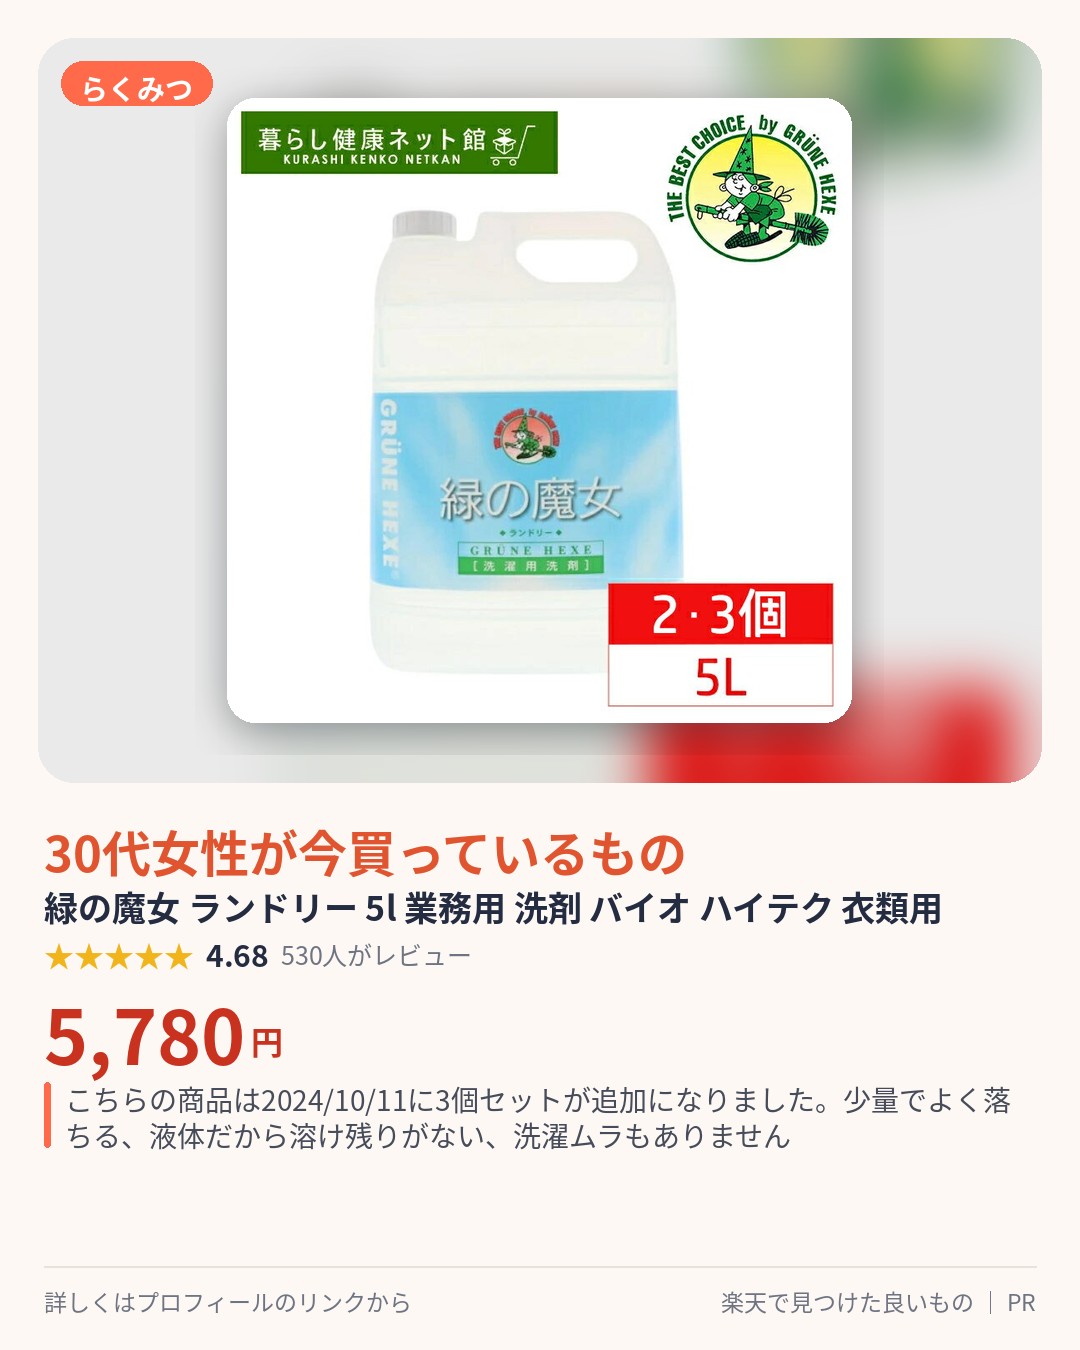 らくみつ
暮らし健康ネット館
KURASHI KENKO NETKAN
THE BEST CHOICE by GRÜNE HEXE
GRÜNE HEXE
緑の魔女
ランドリー
GRÜNE HEXE
[洗濯用洗剤]
2・3個
5L
30代女性が今買っているもの
緑の魔女 ランドリー 5l 業務用 洗剤 バイオ ハイテク 衣類用
★★★★★ 4.68 530人がレビュー
5,780円
こちらの商品は2024/10/11に3個セットが追加になりました。少量でよく落
ちる、液体だから溶け残りがない、洗濯ムラもありません
詳しくはプロフィールのリンクから
楽天で見つけた良いもの｜PR